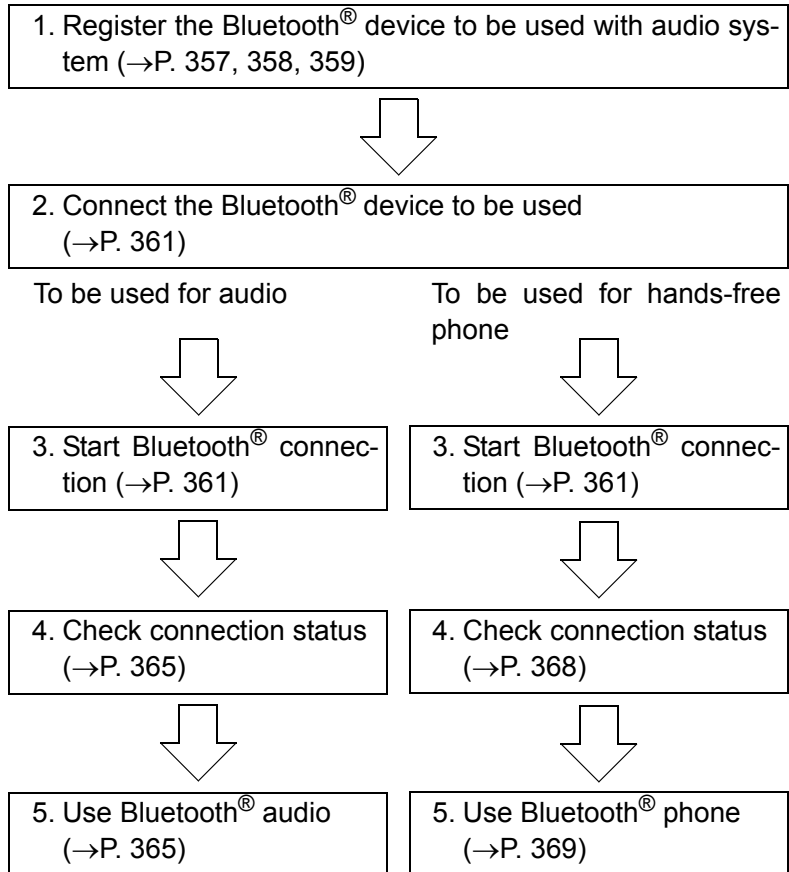 1. Register the Bluetooth® device to be used with audio sys-
tem (→P. 357, 358, 359)
2. Connect the Bluetooth® device to be used
(→P. 361)
To be used for audio
To be used for hands-free
phone
3. Start Bluetooth® connec-
tion (→P. 361)
3. Start Bluetooth® connec-
tion (→P. 361)
4. Check connection status
(→P. 365)
4. Check connection status
(→P. 368)
5. Use Bluetooth® audio
(→P. 365)
5. Use Bluetooth® phone
(→P. 369)